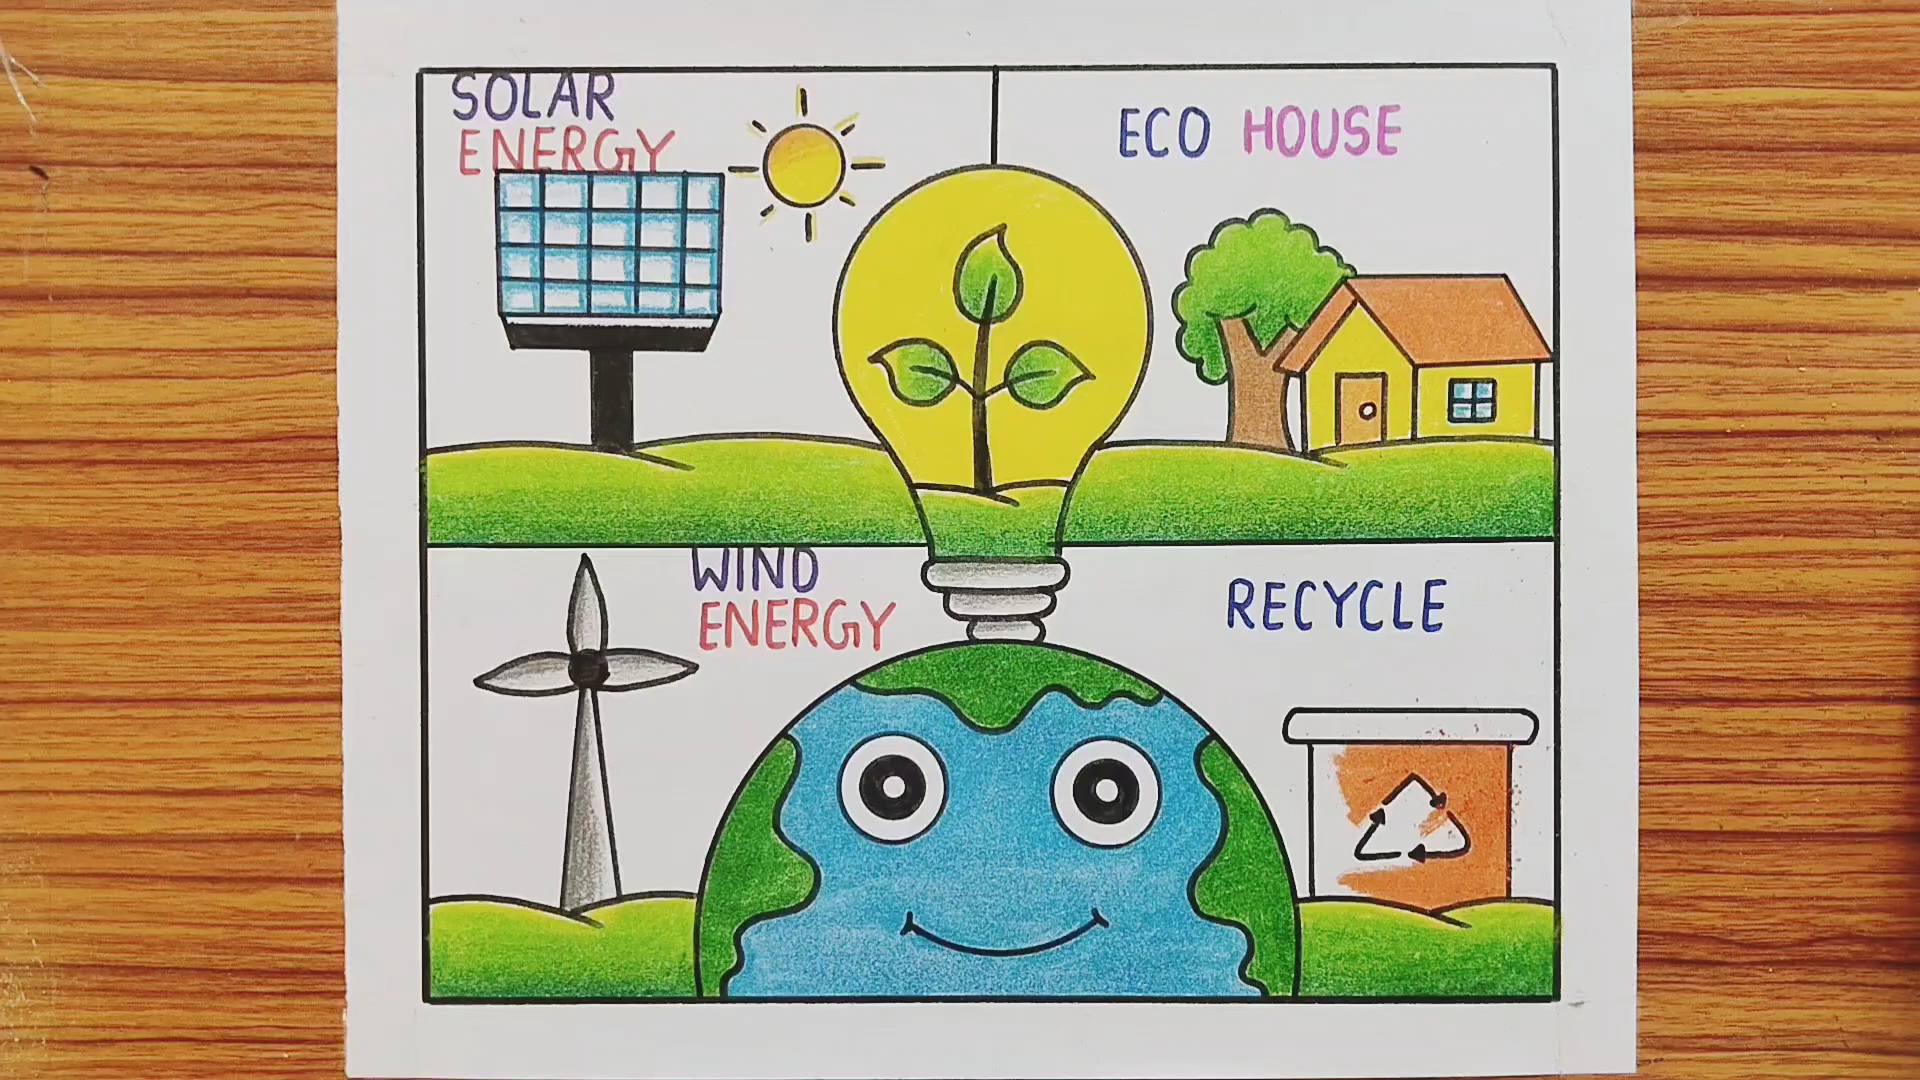 SOLAR
ENERGY
ECO HOUSE
WIND
ENERGY
RECYCLE